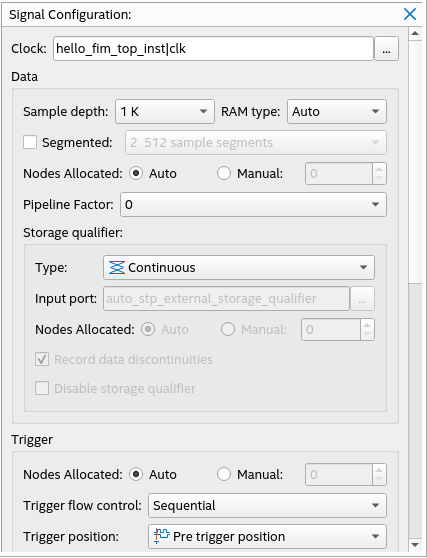 Signal Configuration:
Clock: hello_fim_top_inst|clk ...
Data
Sample depth: 1 K RAM type: Auto
Segmented: 2 512 sample segments
Nodes Allocated: Auto Manual: 0
Pipeline Factor: 0
Storage qualifier:
Type: Continuous
Input port: auto_stp_external_storage_qualifier ...
Nodes Allocated: Auto Manual: 0
Record data discontinuities
Disable storage qualifier
Trigger
Nodes Allocated: Auto Manual: 0
Trigger flow control: Sequential
Trigger position: Pre trigger position